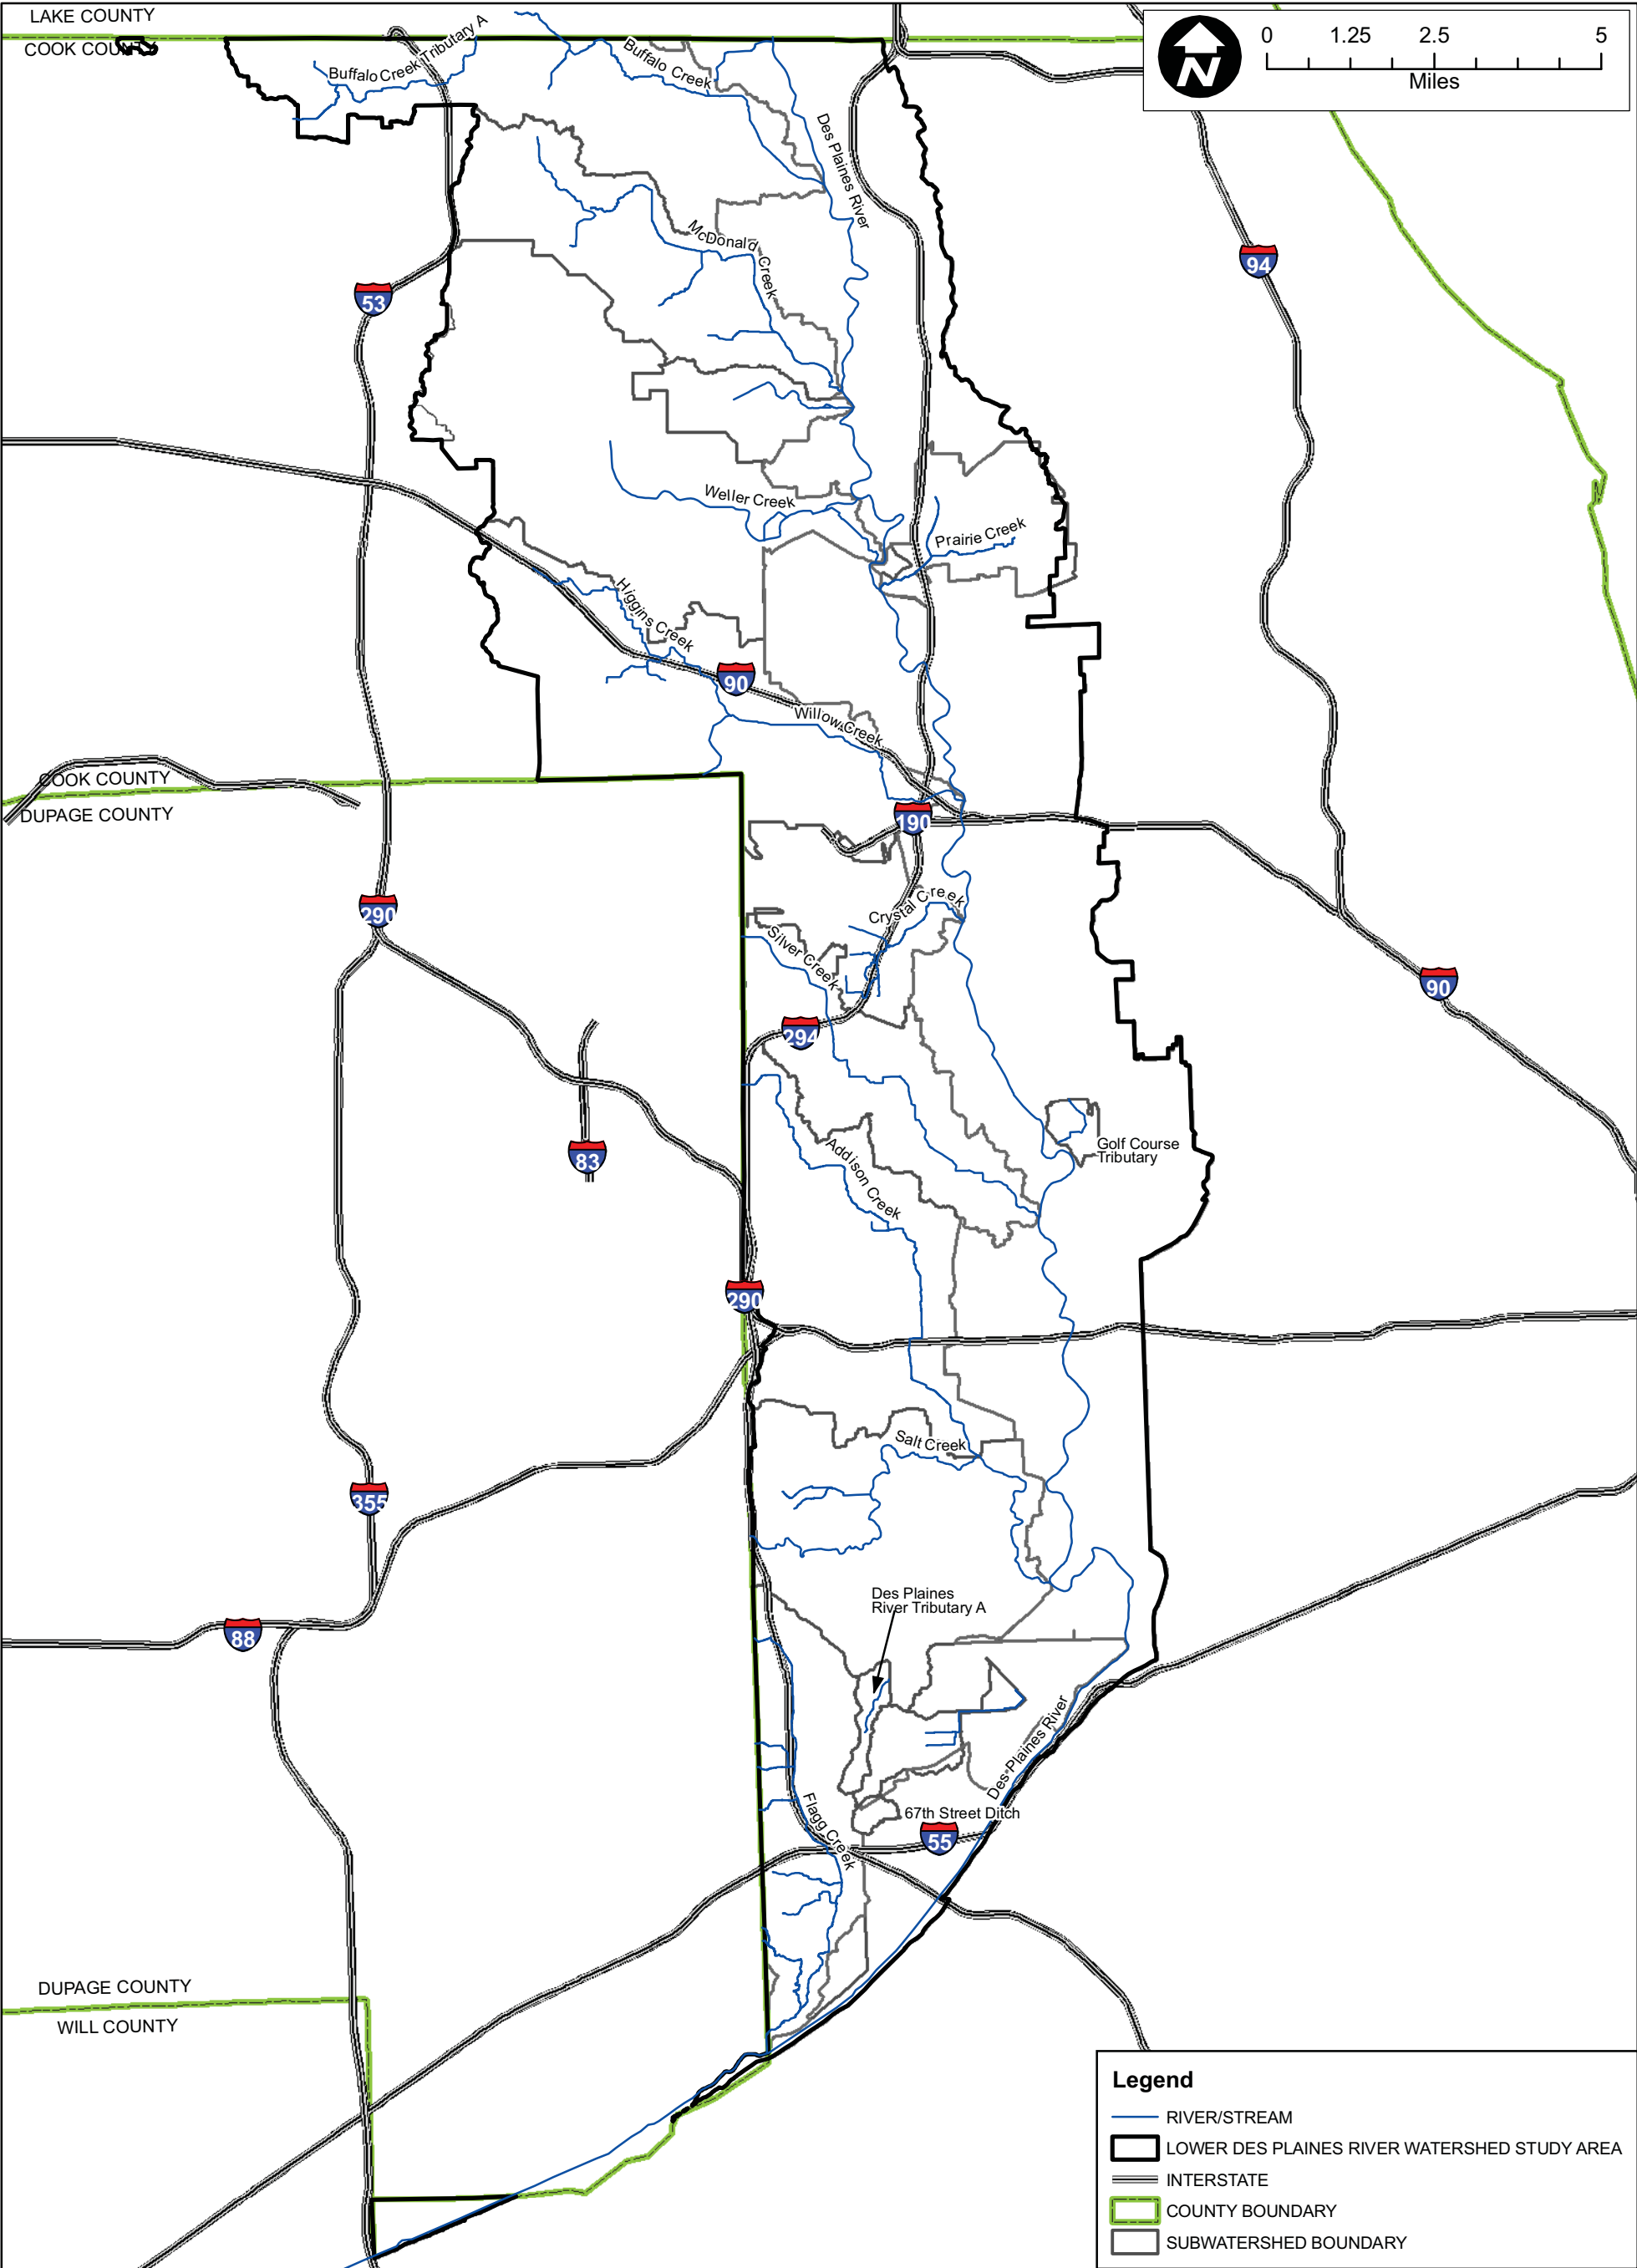 LAKE COUNTY
COOK COUNTY
Buffalo Creek Tributary A
Buffalo Creek
Des Plaines River
N
0 1.25 2.5 5
Miles
McDonald Creek
94
53
Weller Creek
Prairie Creek
Higgins Creek
90
Willow Creek
COOK COUNTY
DUPAGE COUNTY
190
290
Crystal Creek
Silver Creek
90
294
83
Golf Course
Tributary
Addison Creek
290
Salt Creek
355
Des Plaines
River Tributary A
88
Des Plaines River
67th Street Ditch
Flagg Creek
55
DUPAGE COUNTY
WILL COUNTY
Legend
RIVER/STREAM
LOWER DES PLAINES RIVER WATERSHED STUDY AREA
INTERSTATE
COUNTY BOUNDARY
SUBWATERSHED BOUNDARY